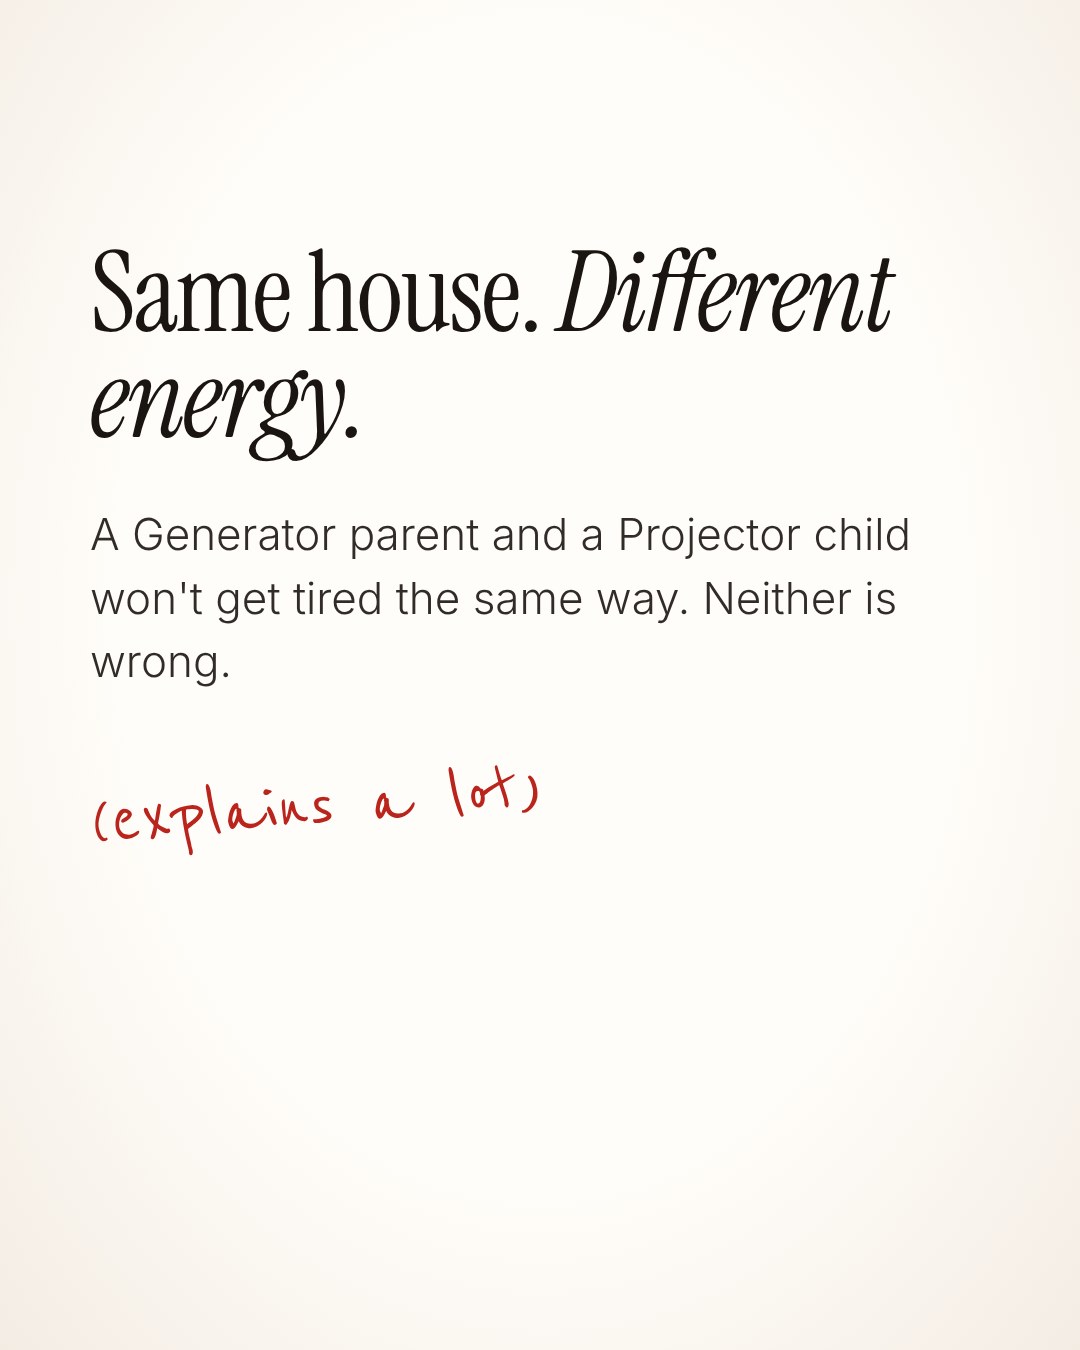 Same house. Different
energy.
A Generator parent and a Projector child
won't get tired the same way. Neither is
wrong.
(explains a lot)